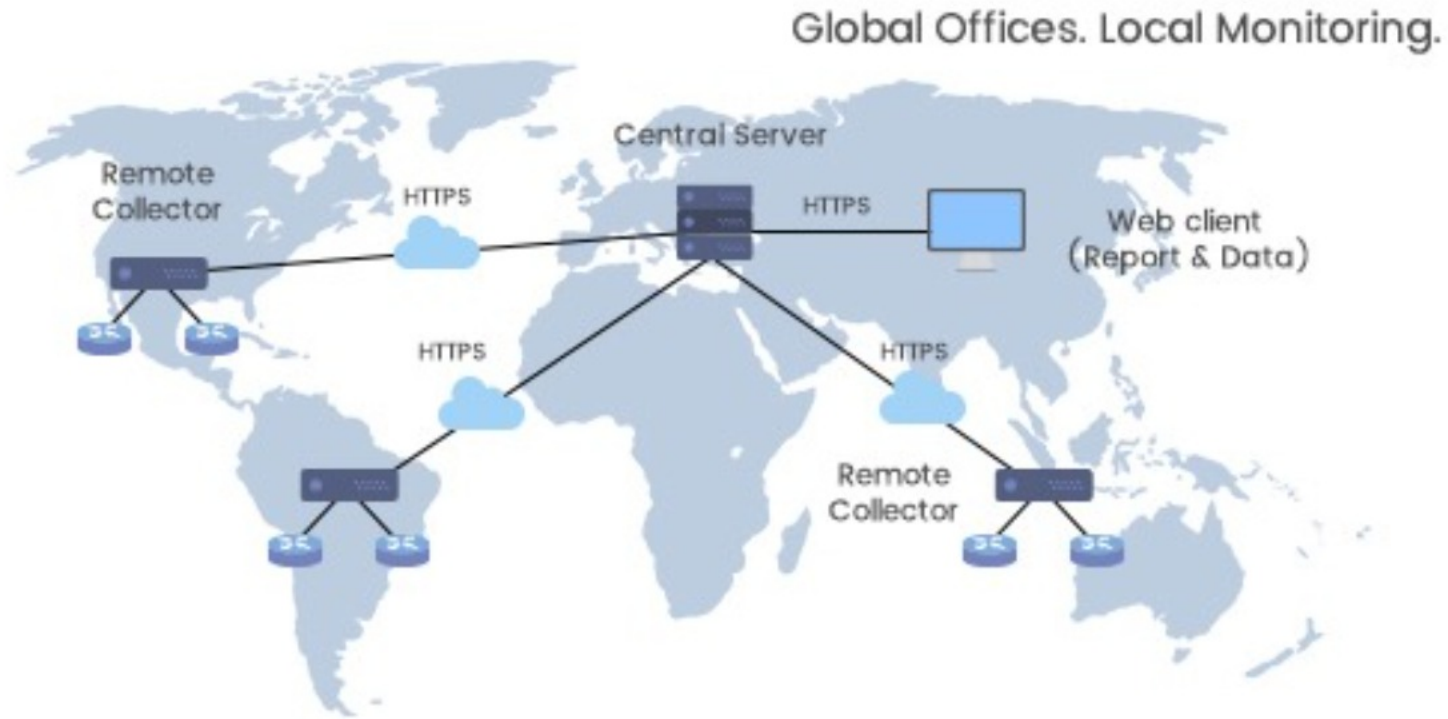 Global Offices. Local Monitoring.
Central Server
Remote
Collector
HTTPS
HTTPS
Web client
(Report & Data)
HTTPS
HTTPS
Remote
Collector